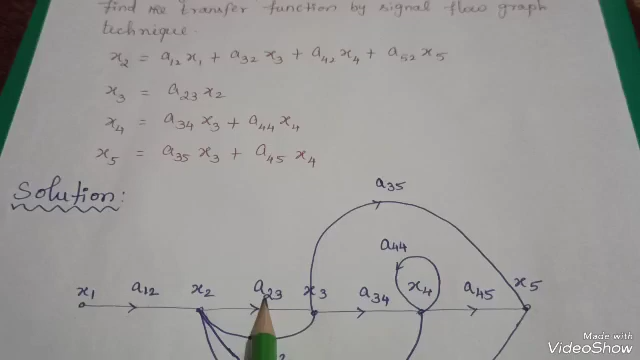 find the transfer function by signal flow graph
technique.
x₂ = a₁₂ x₁ + a₃₂ x₃ + a₄₂ x₄ + a₅₂ x₅
x₃ = a₂₃ x₂
x₄ = a₃₄ x₃ + a₄₄ x₄
x₅ = a₃₅ x₃ + a₄₅ x₄
Solution:
a₃₅
a₄₄
x₁ a₁₂ x₂ a₂₃ x₃ a₃₄ x₄ a₄₅ x₅
Made with
VideoShow